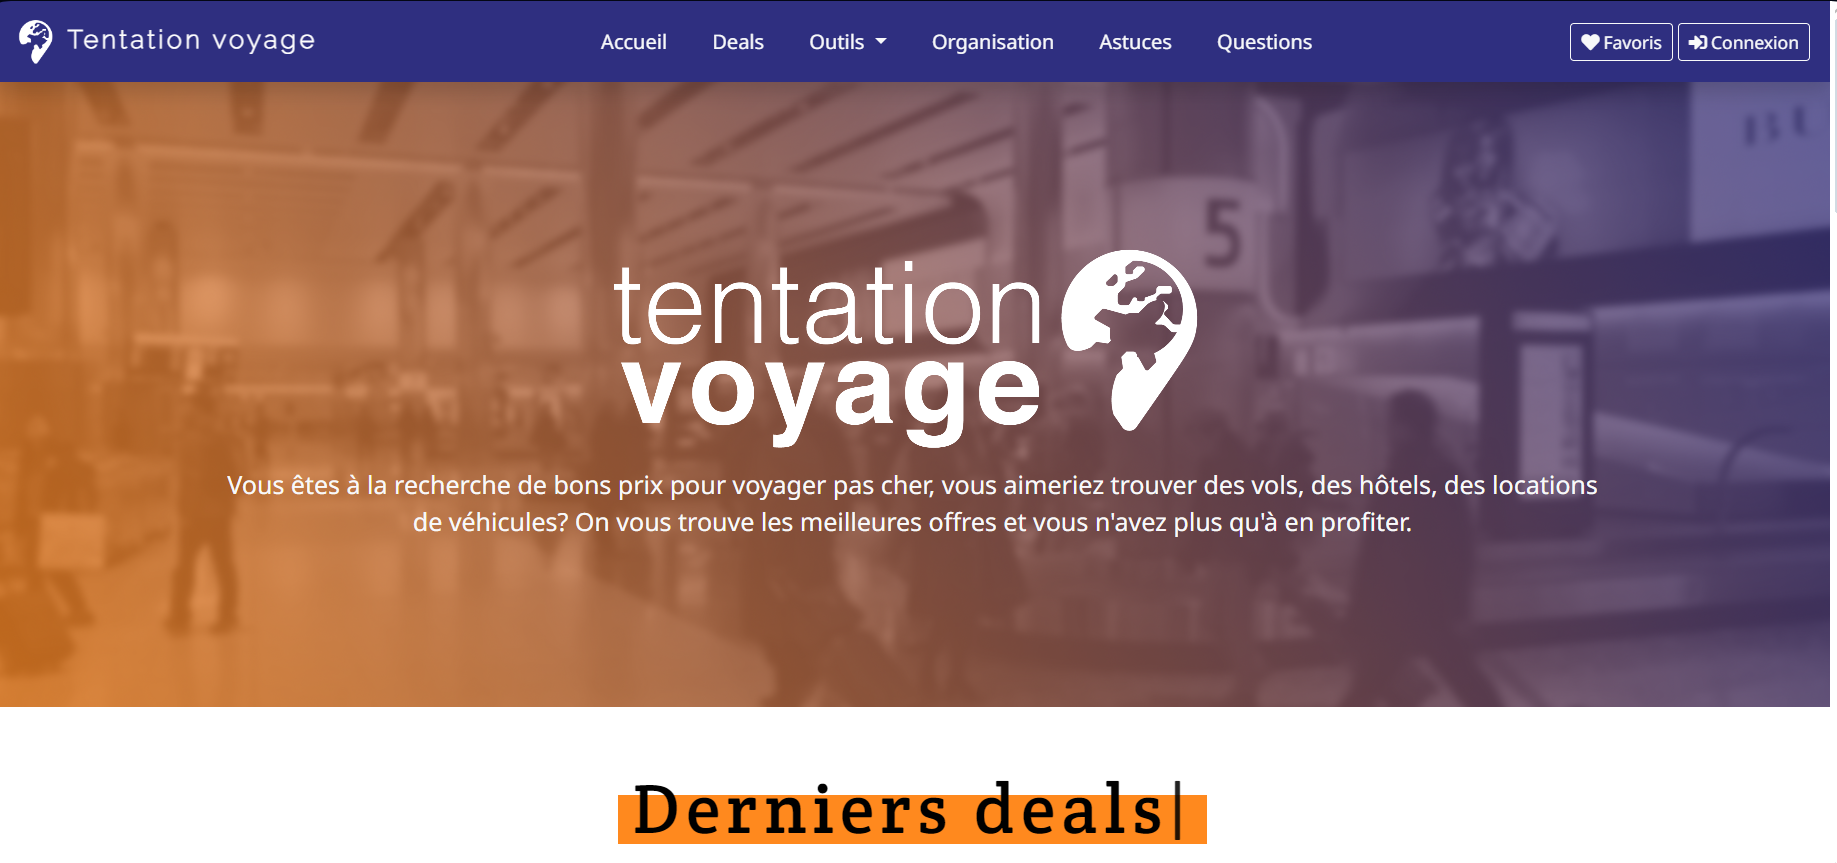 Tentation voyage
Accueil Deals Outils Organisation Astuces Questions
Favoris Connexion
5
tentation
voyage
Vous êtes à la recherche de bons prix pour voyager pas cher, vous aimeriez trouver des vols, des hôtels, des locations
de véhicules? On vous trouve les meilleures offres et vous n'avez plus qu'à en profiter.
Derniers deals|